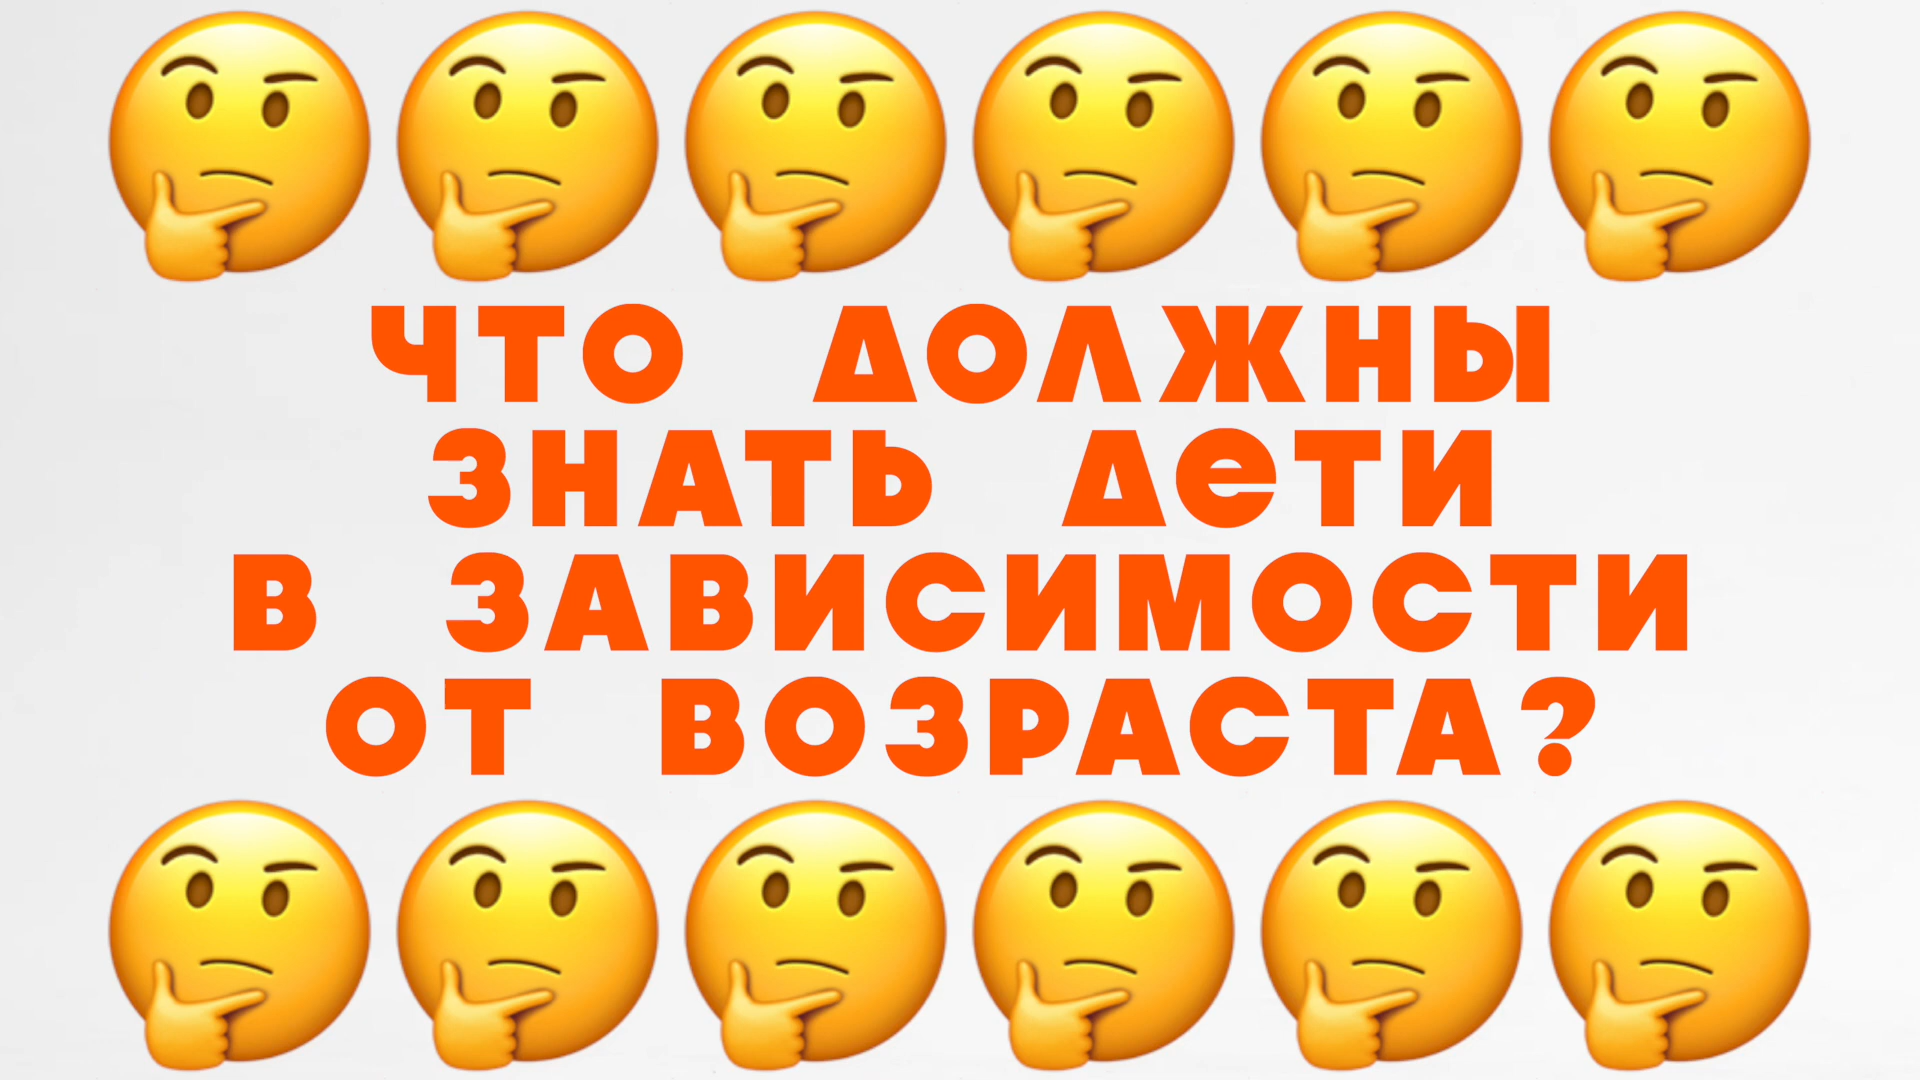 ЧТО ДОЛЖНЫ
ЗНАТЬ ДЕТИ
В ЗАВИСИМОСТИ
ОТ ВОЗРАСТА?